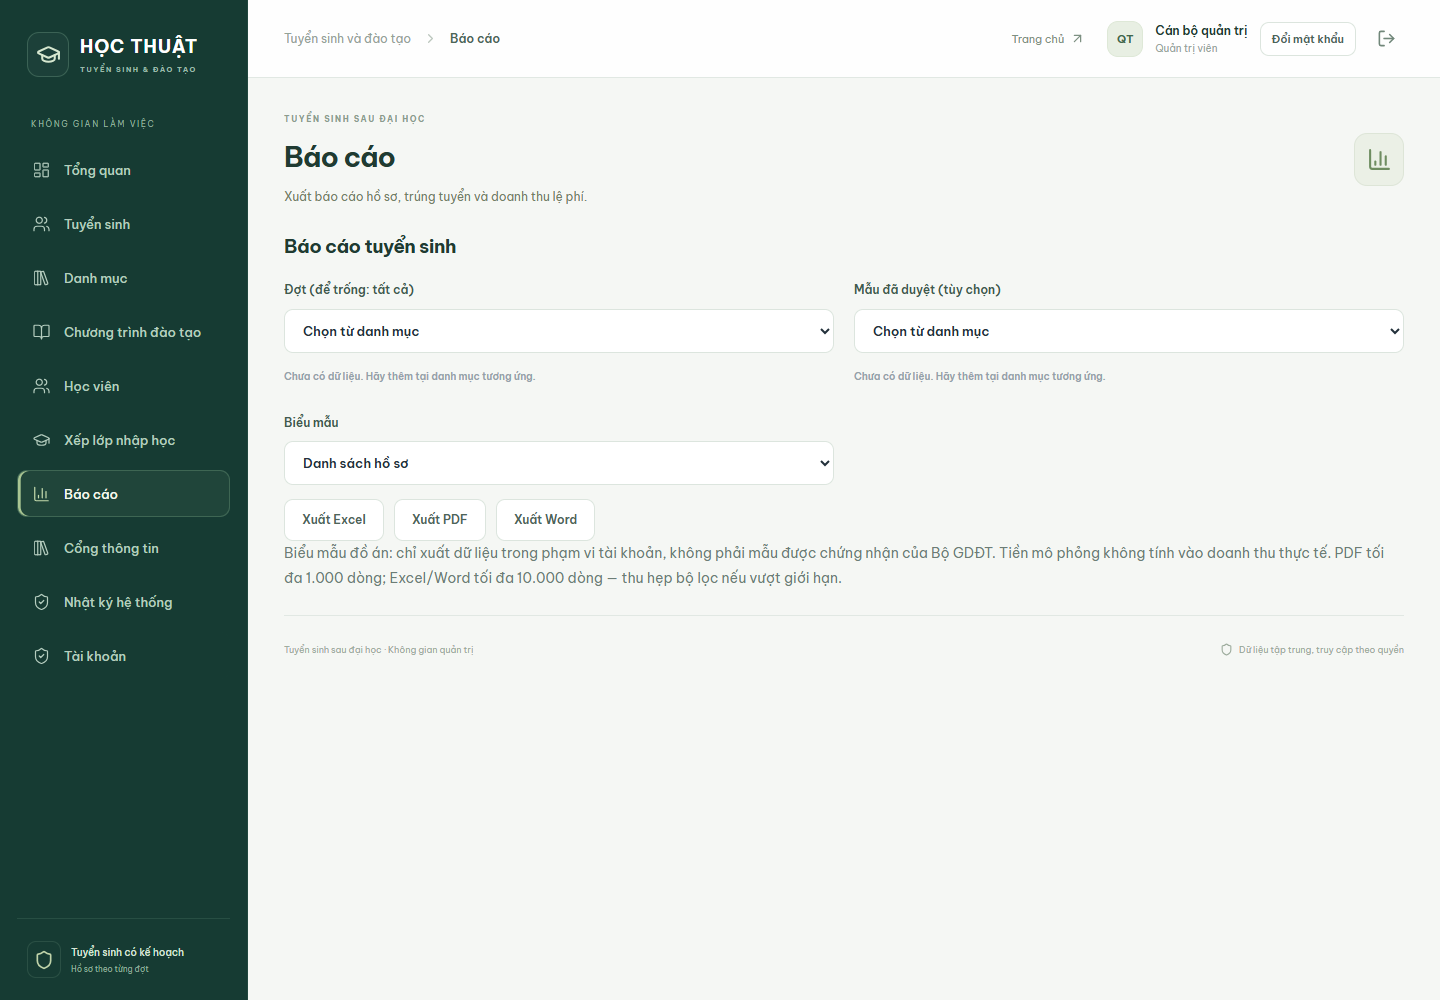 HỌC THUẬT
TUYỂN SINH & ĐÀO TẠO
KHÔNG GIAN LÀM VIỆC
Tổng quan
Tuyển sinh
Danh mục
Chương trình đào tạo
Học viên
Xếp lớp nhập học
Báo cáo
Cổng thông tin
Nhật ký hệ thống
Tài khoản
Tuyển sinh có kế hoạch
Hồ sơ theo từng đợt
Tuyển sinh và đào tạo
Báo cáo
Trang chủ
QT
Cán bộ quản trị
Quản trị viên
Đổi mật khẩu
TUYỂN SINH SAU ĐẠI HỌC
Báo cáo
Xuất báo cáo hồ sơ, trúng tuyển và doanh thu lệ phí.
Báo cáo tuyển sinh
Đợt (để trống: tất cả)
Chọn từ danh mục
Chưa có dữ liệu. Hãy thêm tại danh mục tương ứng.
Mẫu đã duyệt (tùy chọn)
Chọn từ danh mục
Chưa có dữ liệu. Hãy thêm tại danh mục tương ứng.
Biểu mẫu
Danh sách hồ sơ
Xuất Excel
Xuất PDF
Xuất Word
Biểu mẫu đồ án: chỉ xuất dữ liệu trong phạm vi tài khoản, không phải mẫu được chứng nhận của Bộ GDĐT. Tiền mô phỏng không tính vào doanh thu thực tế. PDF tối
đa 1.000 dòng; Excel/Word tối đa 10.000 dòng — thu hẹp bộ lọc nếu vượt giới hạn.
Tuyển sinh sau đại học · Không gian quản trị
Dữ liệu tập trung, truy cập theo quyền